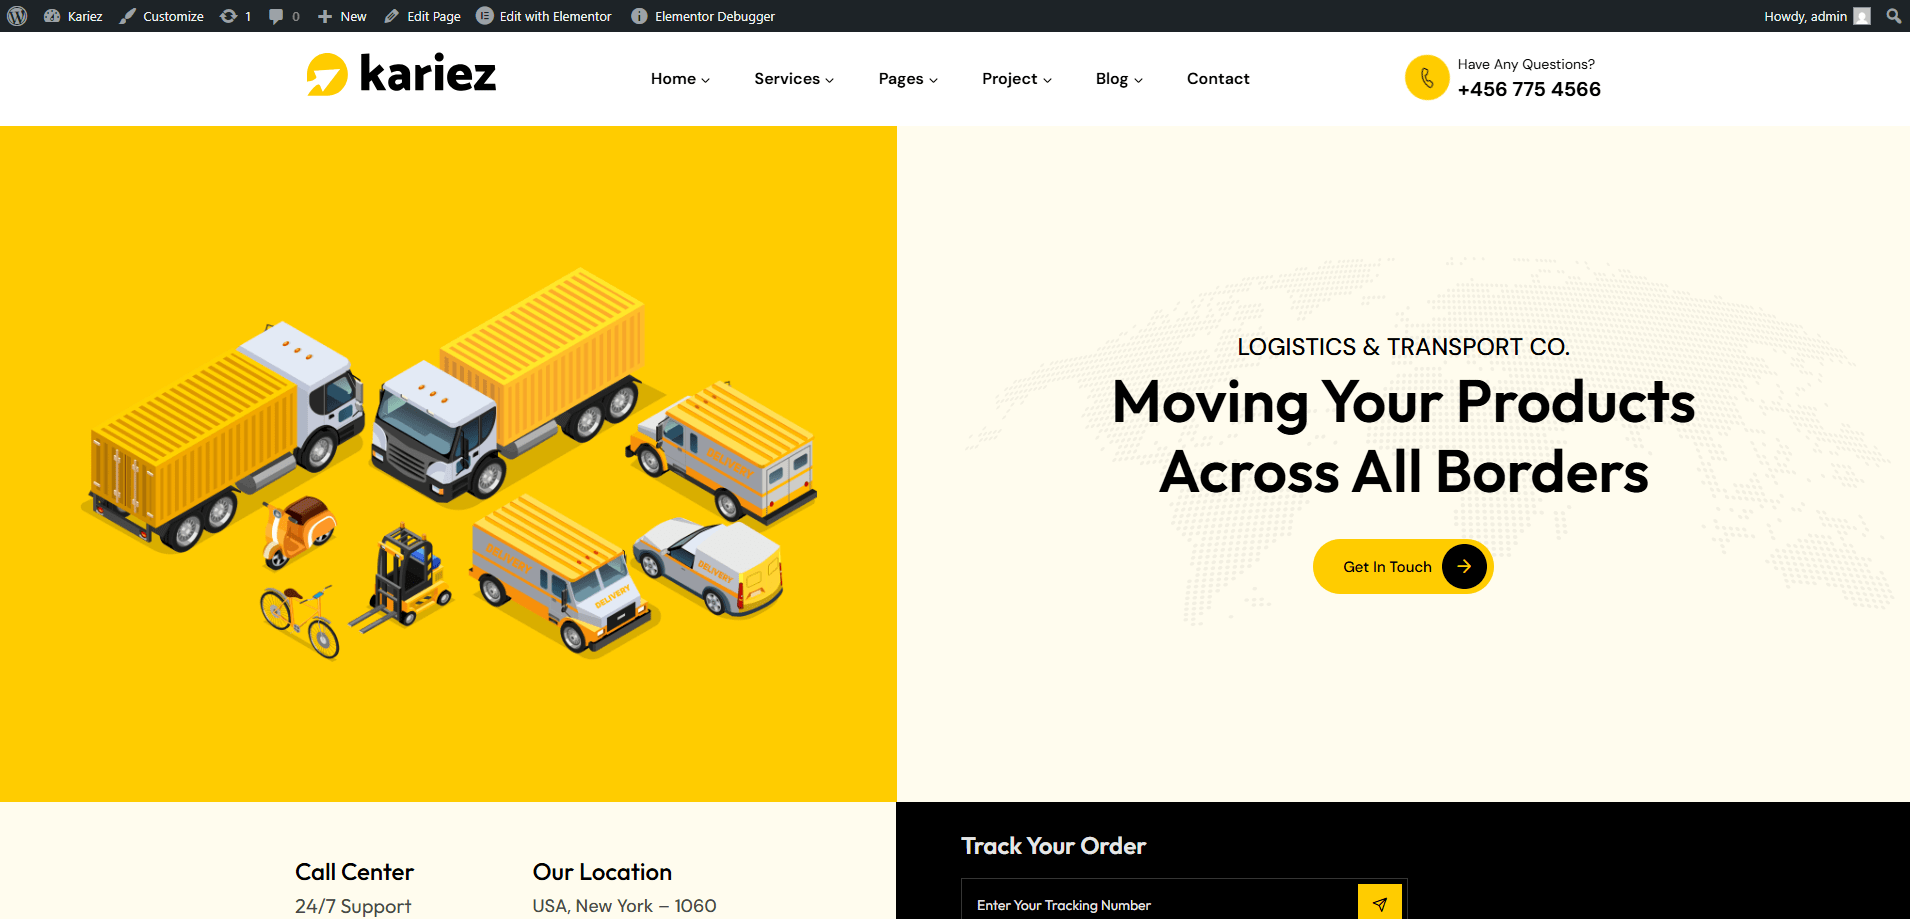 Kariez
Customize
1
0
New
Edit Page
Edit with Elementor
Elementor Debugger
Howdy, admin
kariez
Home
Services
Pages
Project
Blog
Contact
Have Any Questions?
+456 775 4566
DELIVERY
DELIVERY
DELIVERY
DELIVERY
LOGISTICS & TRANSPORT CO.
Moving Your Products
Across All Borders
Get In Touch
Call Center
24/7 Support
Our Location
USA, New York – 1060
Track Your Order
Enter Your Tracking Number